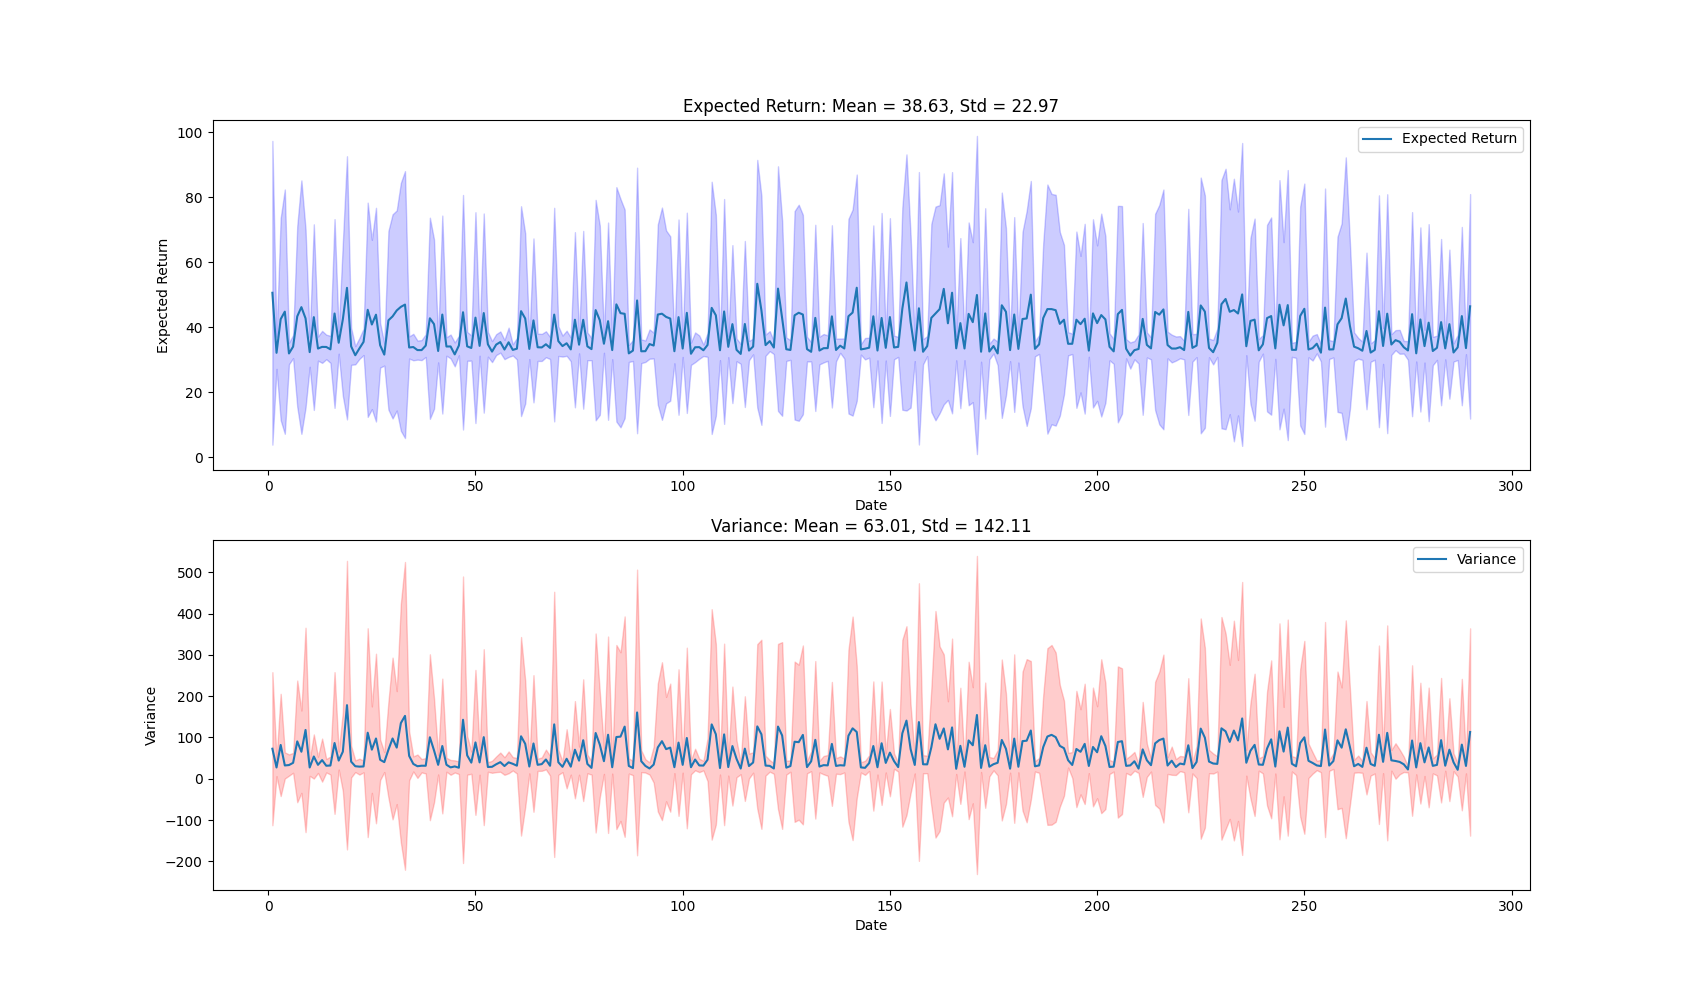 Expected Return: Mean = 38.63, Std = 22.97
100
80
60
40
20
0
Expected Return
Expected Return
0 50 100 150 200 250 300
Date
Variance: Mean = 63.01, Std = 142.11
500
400
300
200
100
0
−100
−200
Variance
Variance
0 50 100 150 200 250 300
Date